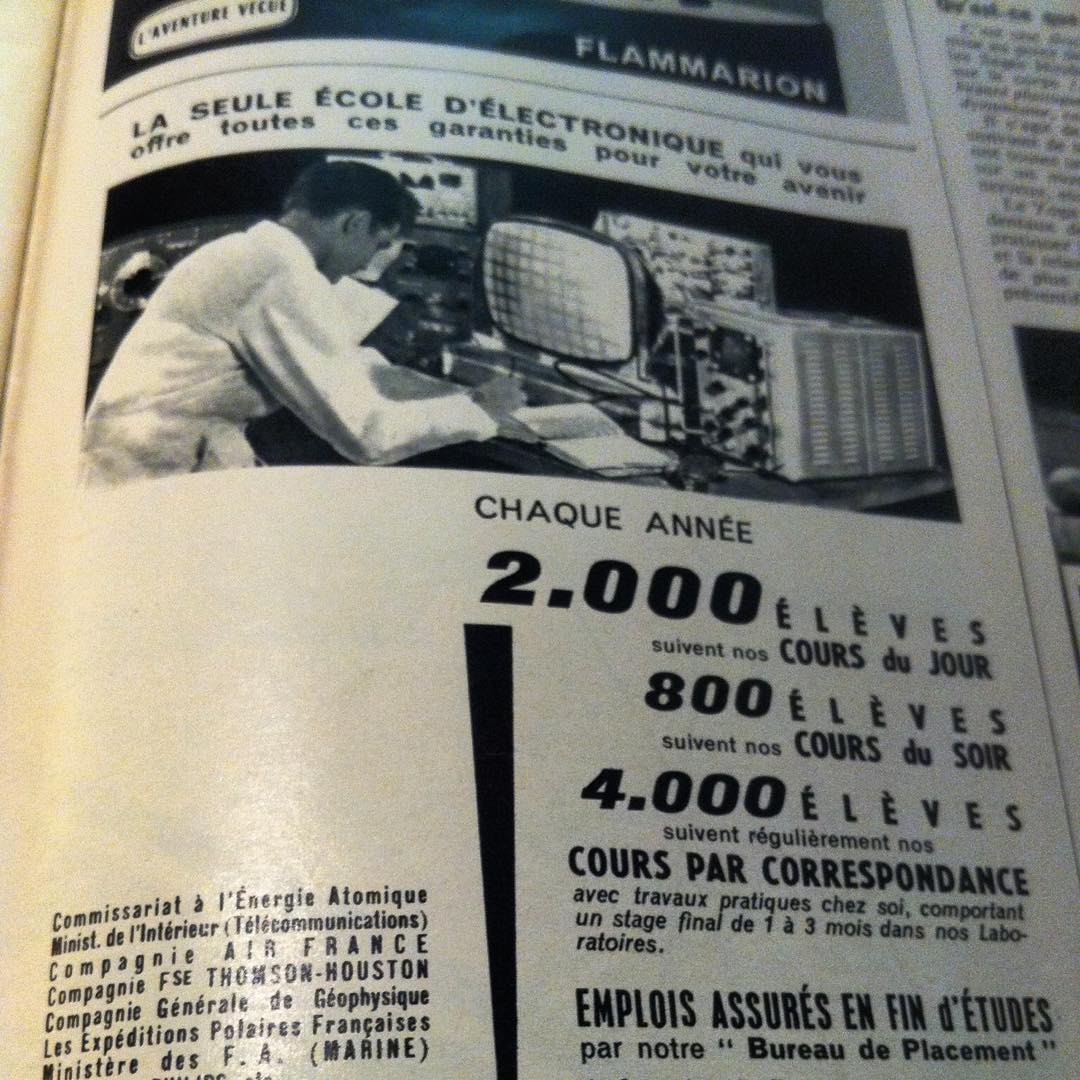 L'AVENTURE VÉCUE
FLAMMARION
LA SEULE ÉCOLE D'ÉLECTRONIQUE qui vous
offre toutes ces garanties pour votre avenir
CHAQUE ANNÉE
2.000 ÉLÈVES
suivent nos COURS du JOUR
800 ÉLÈVES
suivent nos COURS du SOIR
4.000 ÉLÈVES
suivent régulièrement nos
COURS PAR CORRESPONDANCE
avec travaux pratiques chez soi, comportant
un stage final de 1 à 3 mois dans nos Labo-
ratoires.
EMPLOIS ASSURÉS EN FIN d'ÉTUDES
par notre " Bureau de Placement "
Commissariat à l'Énergie Atomique
Minist. de l'Intérieur (Télécommunications)
Compagnie AIR FRANCE
Compagnie FSE THOMSON-HOUSTON
Compagnie Générale de Géophysique
Les Expéditions Polaires Françaises
Ministère des F.A. (MARINE)
Qu'est-ce que